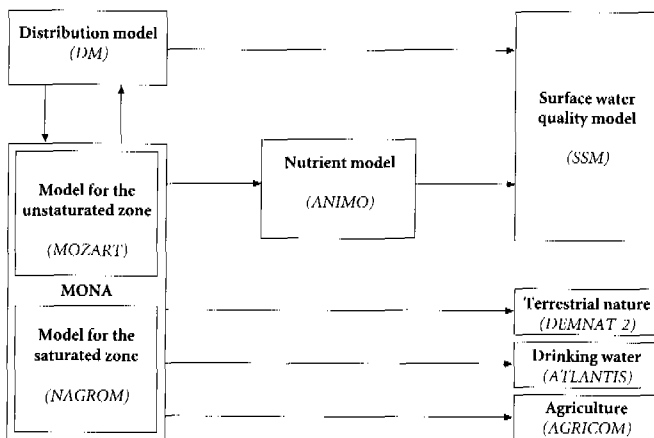 Distribution model
(DM)
Surface water
quality model
(SSM)
Nutrient model
(ANIMO)
Model for the
unstaturated zone
(MOZART)
MONA
Model for the
saturated zone
(NAGROM)
Terrestrial nature
(DEMNAT 2)
Drinking water
(ATLANTIS)
Agriculture
(AGRICOM)